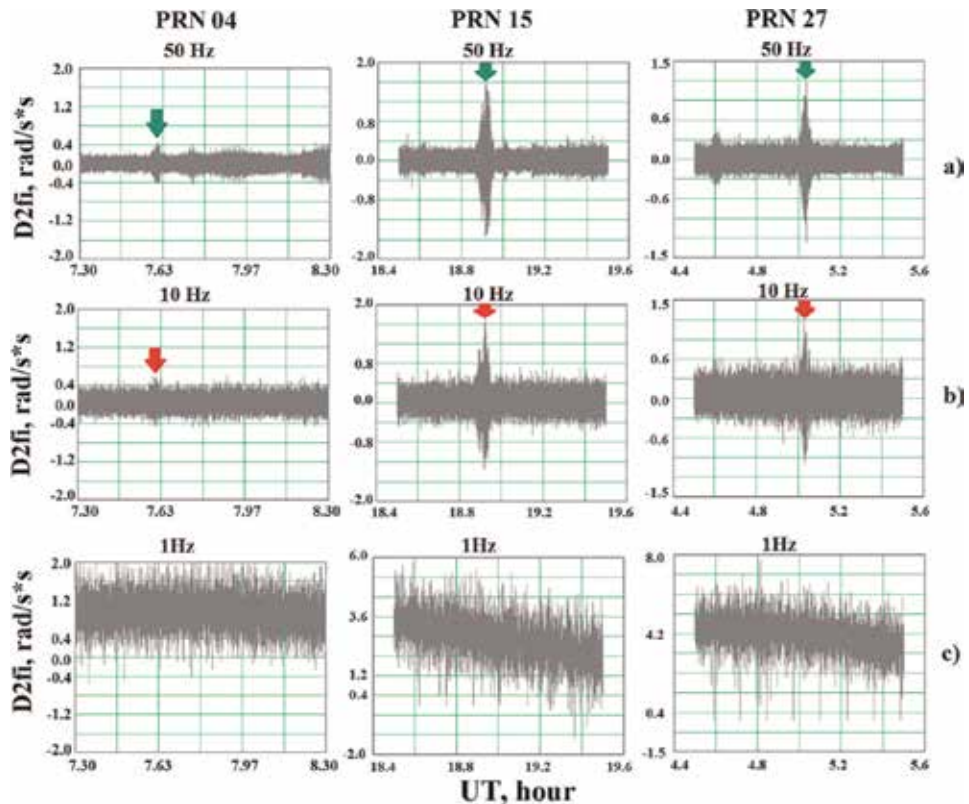 PRN 04 PRN 15 PRN 27
50 Hz 50 Hz 50 Hz
D2fi, rad/s*s
2.0
1.2
0.4
0.0
-0.4
-1.2
-2.0
7.30 7.63 7.97 8.30
2.0
0.8
0.0
-0.8
-2.0
18.4 18.8 19.2 19.6
1.5
0.6
0.0
-0.6
-1.5
4.4 4.8 5.2 5.6
a)
10 Hz 10 Hz 10 Hz
D2fi, rad/s*s
2.0
1.2
0.4
0.0
-0.4
-1.2
-2.0
7.30 7.63 7.97 8.30
2.0
0.8
0.0
-0.8
-2.0
18.4 18.8 19.2 19.6
1.5
0.6
0.0
-0.6
-1.5
4.4 4.8 5.2 5.6
b)
1Hz 1Hz 1Hz
D2fi, rad/s*s
2.0
1.2
0.4
0.0
-0.4
-1.2
2.0
7.30 7.63 7.97 8.30
6.0
3.6
1.2
0.4
-2.0
18.4 18.8 19.2 19.6
8.0
4.2
0.4
-1.5
4.4 4.8 5.2 5.6
c)
UT, hour